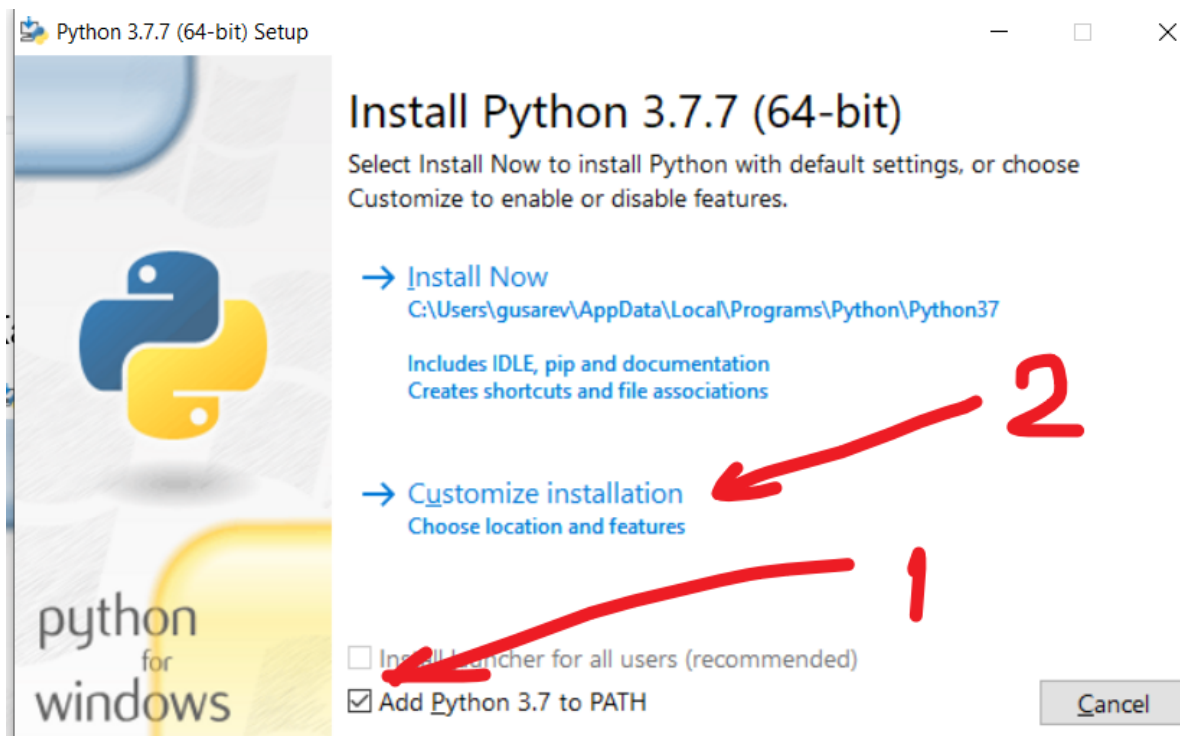 Python 3.7.7 (64-bit) Setup
Install Python 3.7.7 (64-bit)
Select Install Now to install Python with default settings, or choose
Customize to enable or disable features.
Install Now
C:\Users\gusarev\AppData\Local\Programs\Python\Python37
Includes IDLE, pip and documentation
Creates shortcuts and file associations
2
Customize installation
Choose location and features
1
Install launcher for all users (recommended)
Add Python 3.7 to PATH
Cancel
python
for
windows